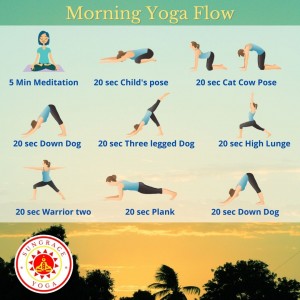 Morning Yoga Flow
5 Min Meditation
20 sec Child's pose
20 sec Cat Cow Pose
20 sec Down Dog
20 sec Three legged Dog
20 sec High Lunge
20 sec Warrior two
20 sec Plank
20 sec Down Dog
SUNGRACE
YOGA